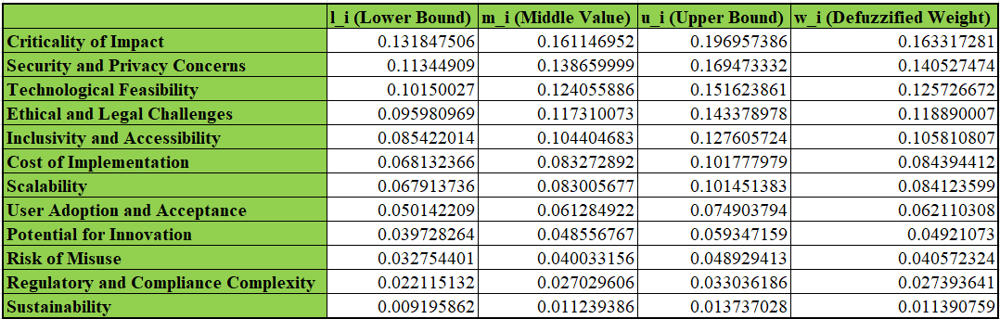 l_i (Lower Bound) m_i (Middle Value) u_i (Upper Bound) w_i (Defuzzified Weight)
Criticality of Impact 0.131847506 0.161146952 0.196957386 0.163317281
Security and Privacy Concerns 0.11344909 0.138659999 0.169473332 0.140527474
Technological Feasibility 0.10150027 0.124055886 0.151623861 0.125726672
Ethical and Legal Challenges 0.095980969 0.117310073 0.143378978 0.118890007
Inclusivity and Accessibility 0.085422014 0.104404683 0.127605724 0.105810807
Cost of Implementation 0.068132366 0.083272892 0.101777979 0.084394412
Scalability 0.067913736 0.083005677 0.101451383 0.084123599
User Adoption and Acceptance 0.050142209 0.061284922 0.074903794 0.062110308
Potential for Innovation 0.039728264 0.048556767 0.059347159 0.04921073
Risk of Misuse 0.032754401 0.040033156 0.048929413 0.040572324
Regulatory and Compliance Complexity 0.022115132 0.027029606 0.033036186 0.027393641
Sustainability 0.009195862 0.011239386 0.013737028 0.011390759